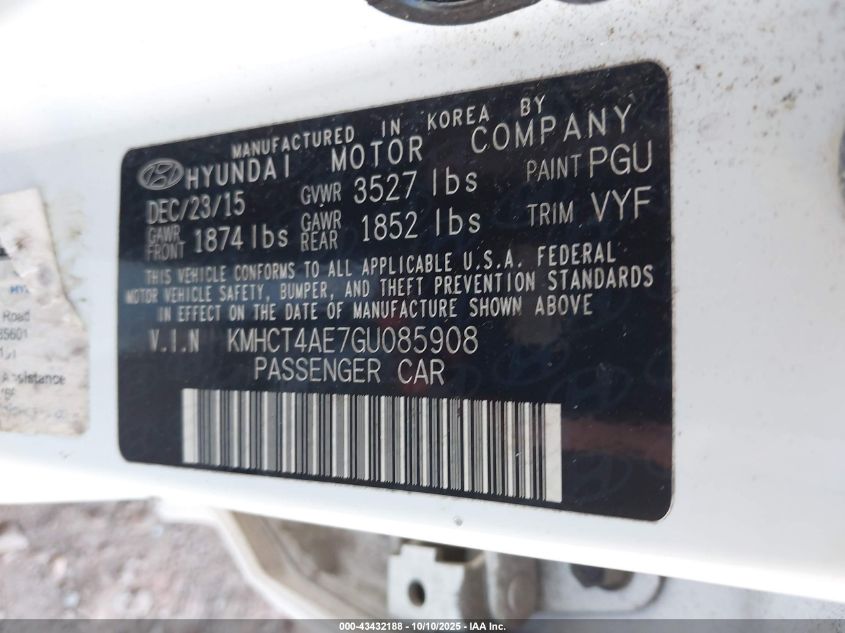 MANUFACTURED IN KOREA BY
HYUNDAI MOTOR COMPANY
DEC/23/15 GVWR 3527 lbs PAINT PGU
GAWR FRONT 1874 lbs GAWR REAR 1852 lbs TRIM VYF
THIS VEHICLE CONFORMS TO ALL APPLICABLE U.S.A. FEDERAL
MOTOR VEHICLE SAFETY, BUMPER, AND THEFT PREVENTION STANDARDS
IN EFFECT ON THE DATE OF MANUFACTURE SHOWN ABOVE
V.I.N KMHCT4AE7GU085908
PASSENGER CAR
Road
Assistance
000-43432188 - 10/10/2025 - IAA Inc.